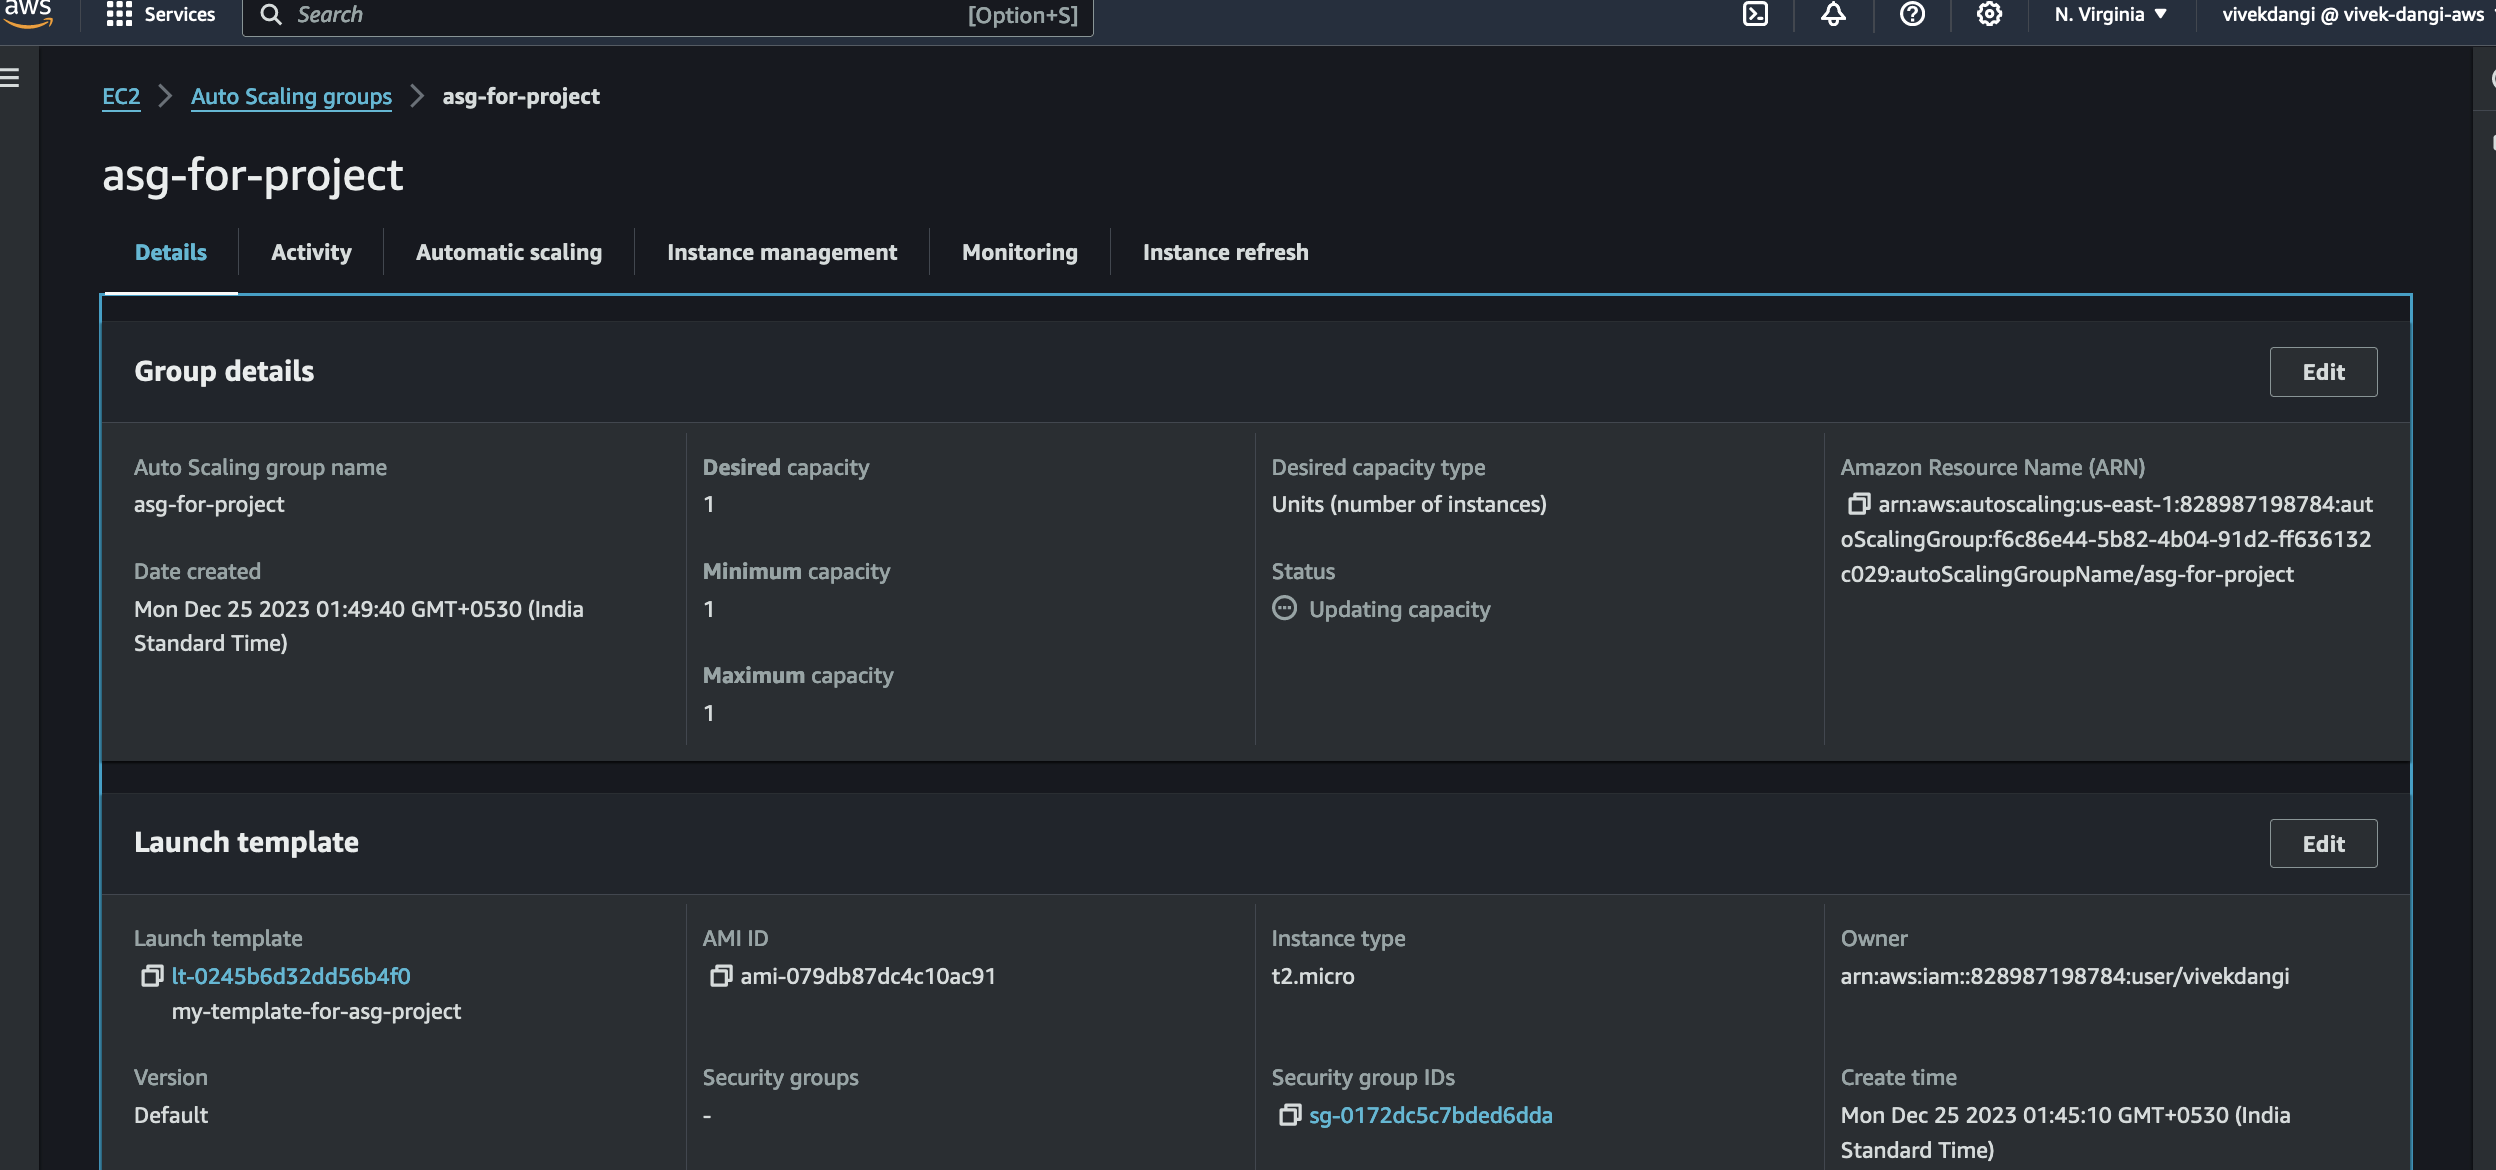 aws
Services
Search
[Option+S]
N. Virginia
vivekdangi @ vivek-dangi-aws
EC2
Auto Scaling groups
asg-for-project
asg-for-project
Details
Activity
Automatic scaling
Instance management
Monitoring
Instance refresh
Group details
Edit
Auto Scaling group name
asg-for-project
Date created
Mon Dec 25 2023 01:49:40 GMT+0530 (India
Standard Time)
Desired capacity
1
Minimum capacity
1
Maximum capacity
1
Desired capacity type
Units (number of instances)
Status
Updating capacity
Amazon Resource Name (ARN)
arn:aws:autoscaling:us-east-1:828987198784:aut
oScalingGroup:f6c86e44-5b82-4b04-91d2-ff636132
c029:autoScalingGroupName/asg-for-project
Launch template
Edit
Launch template
lt-0245b6d32dd56b4f0
my-template-for-asg-project
Version
Default
AMI ID
ami-079db87dc4c10ac91
Security groups
-
Instance type
t2.micro
Security group IDs
sg-0172dc5c7bded6dda
Owner
arn:aws:iam::828987198784:user/vivekdangi
Create time
Mon Dec 25 2023 01:45:10 GMT+0530 (India
Standard Time)